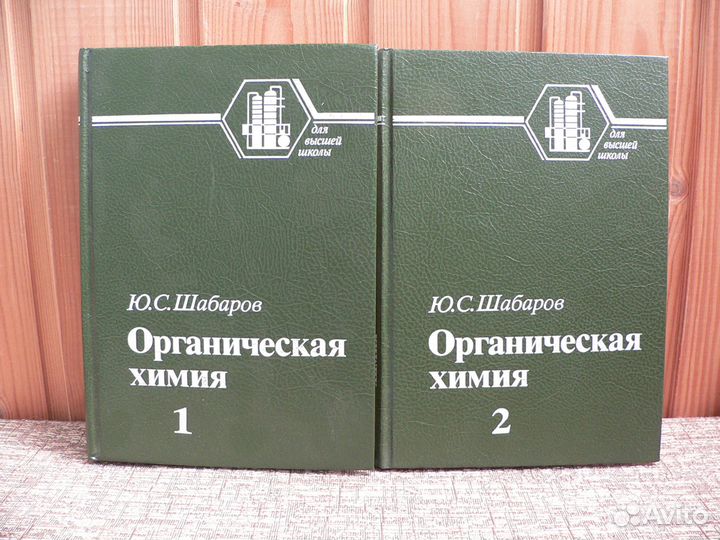 для
высшей
школы
Ю.С.Шабаров
Органическая
химия
1
для
высшей
школы
Ю.С.Шабаров
Органическая
химия
2
Avito